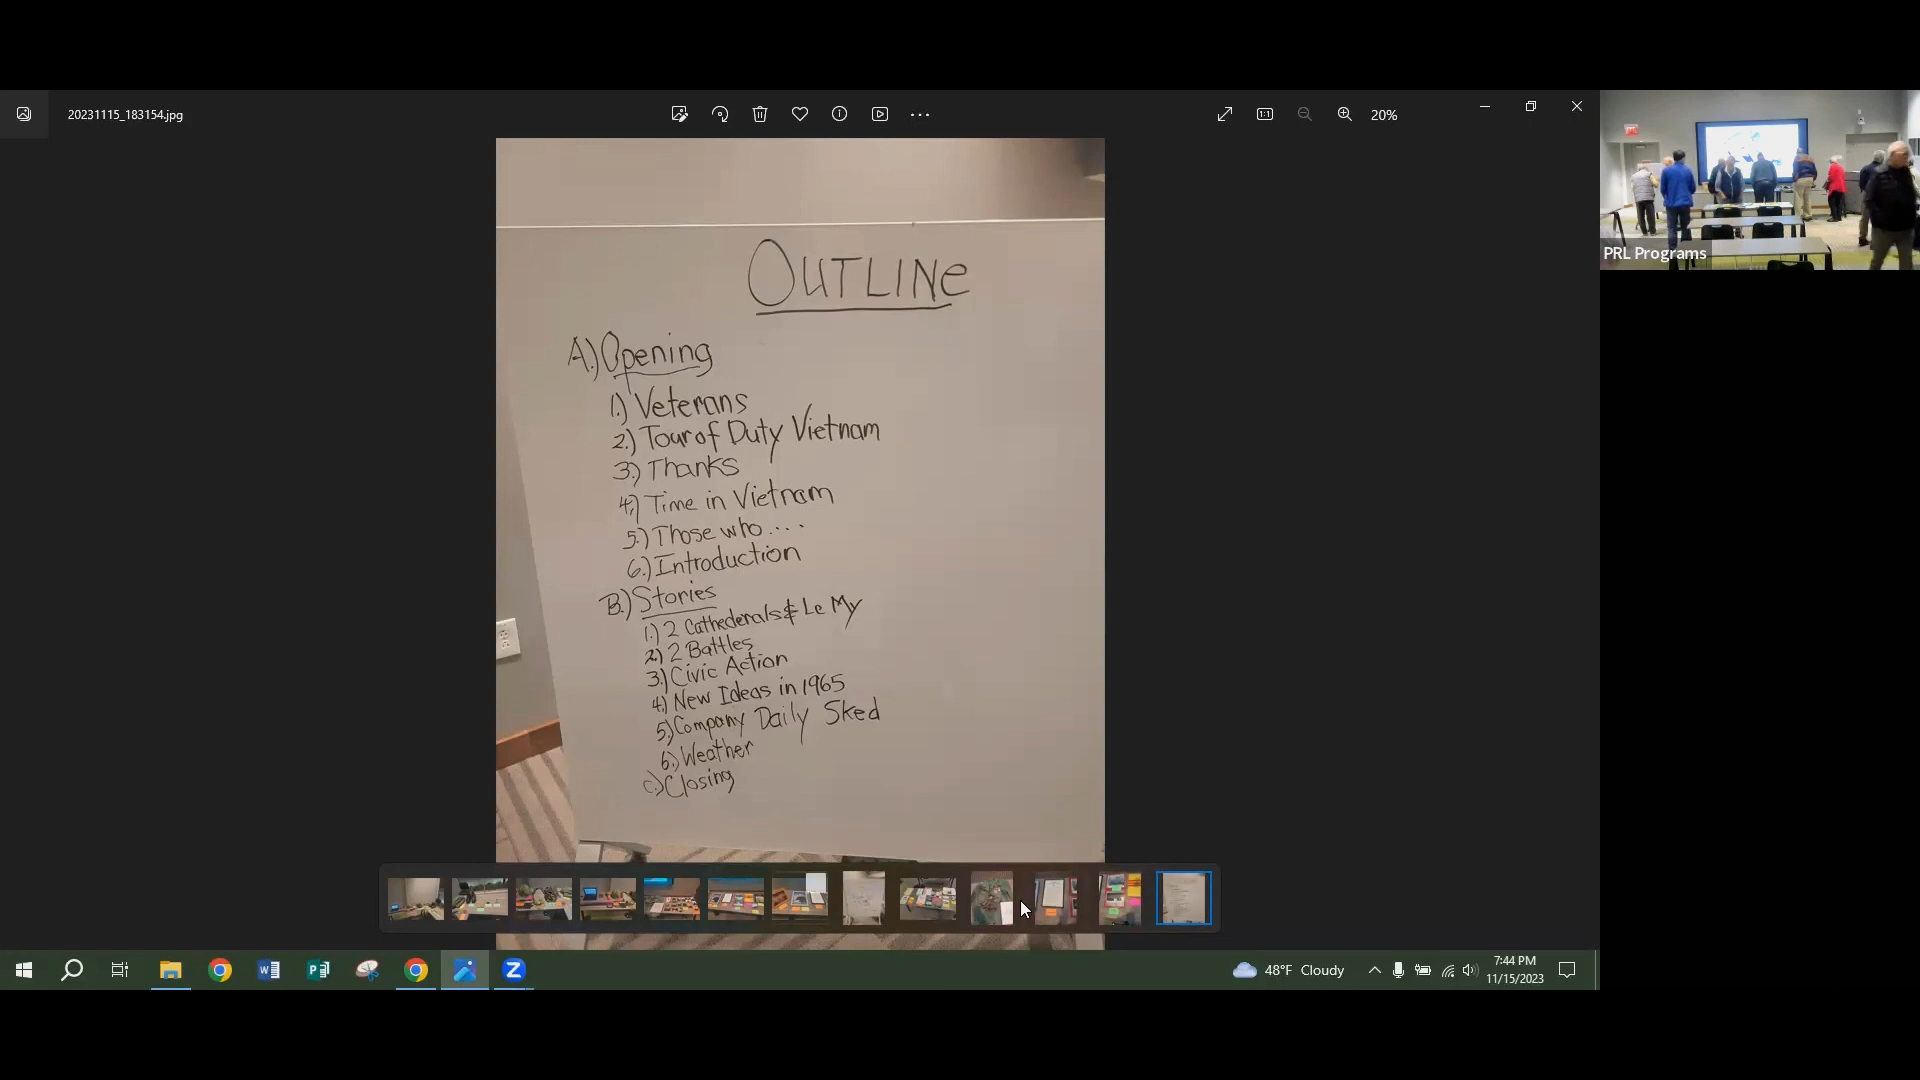 20231115_183154.jpg
20%
PRL Programs
OUTLINE
A.) Opening
1.) Veterans
2.) Tour of Duty Vietnam
3.) Thanks
4.) Time in Vietnam
5.) Those who....
6.) Introduction
B.) Stories
1.) 2 Cathederals & Le My
2.) 2 Battles
3.) Civic Action
4.) New Ideas in 1965
5.) Company Daily Sked
6.) Weather
C.) Closing
48°F Cloudy
7:44 PM
11/15/2023